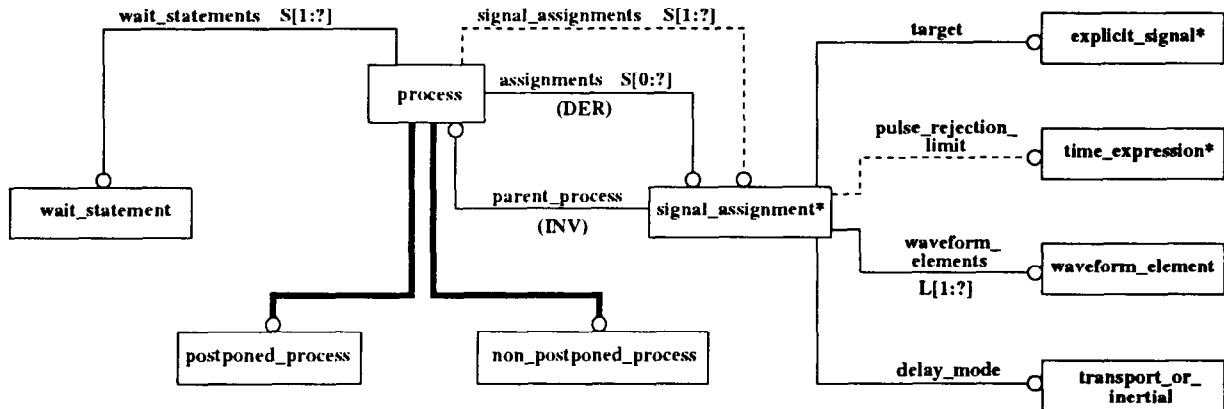 wait_statements S[1:?]
signal_assignments S[1:?]
target
explicit_signal*
process
assignments S[0:?]
(DER)
pulse_rejection_
limit
time_expression*
wait_statement
parent_process
(INV)
signal_assignment*
waveform_
elements
L[1:?]
waveform_element
postponed_process
non_postponed_process
delay_mode
transport_or_
inertial